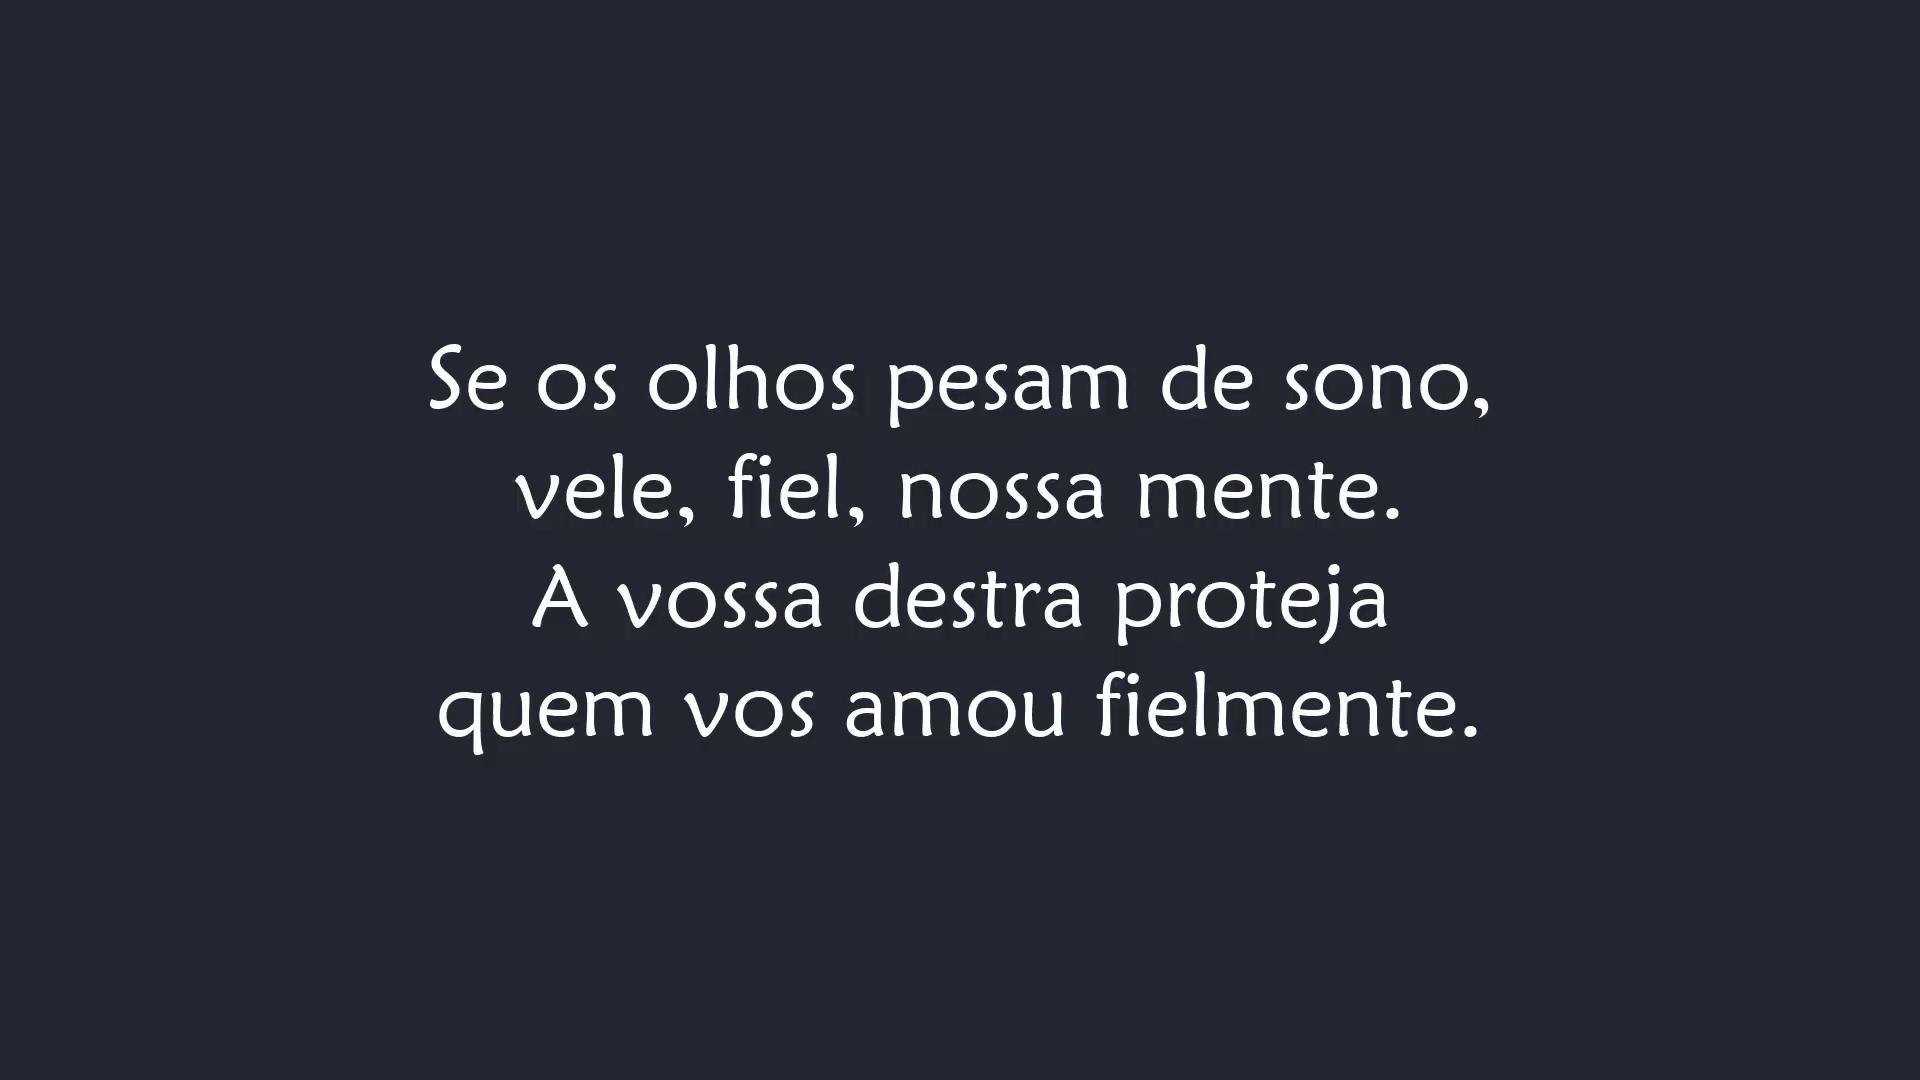 Se os olhos pesam de sono,
vele, fiel, nossa mente.
A vossa destra proteja
quem vos amou fielmente.